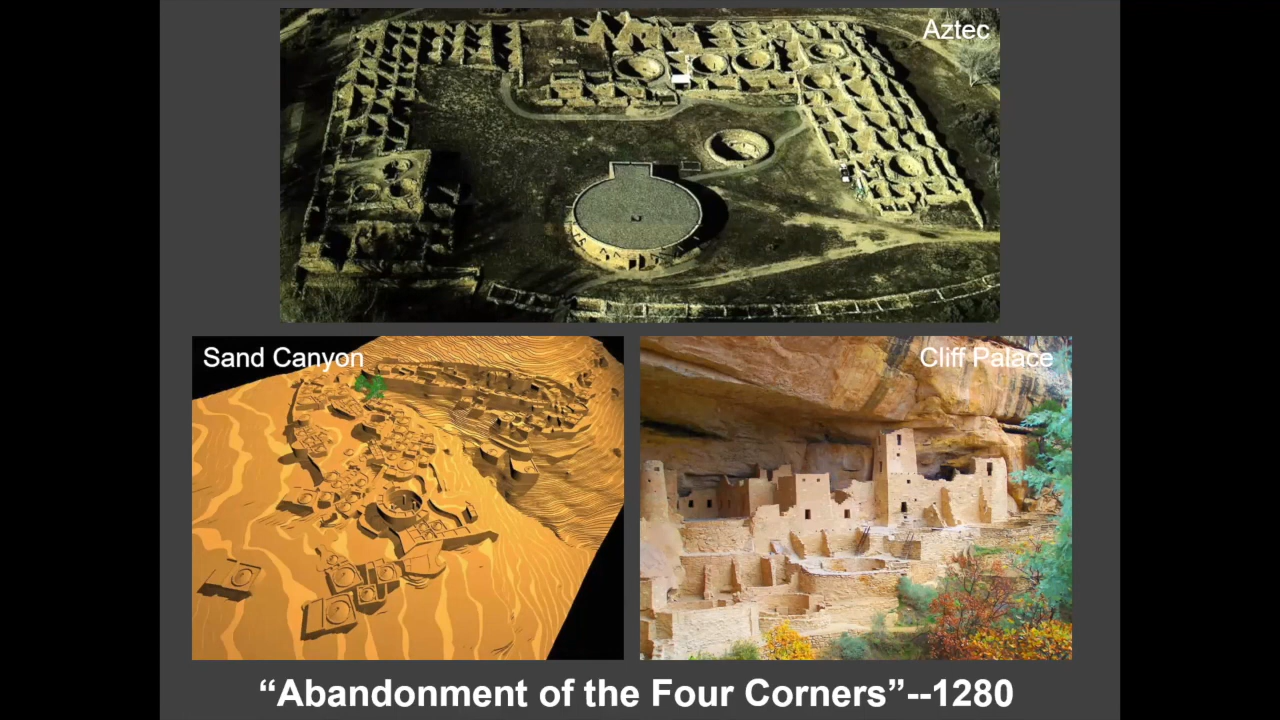 Aztec
Sand Canyon
Cliff Palace
“Abandonment of the Four Corners”--1280